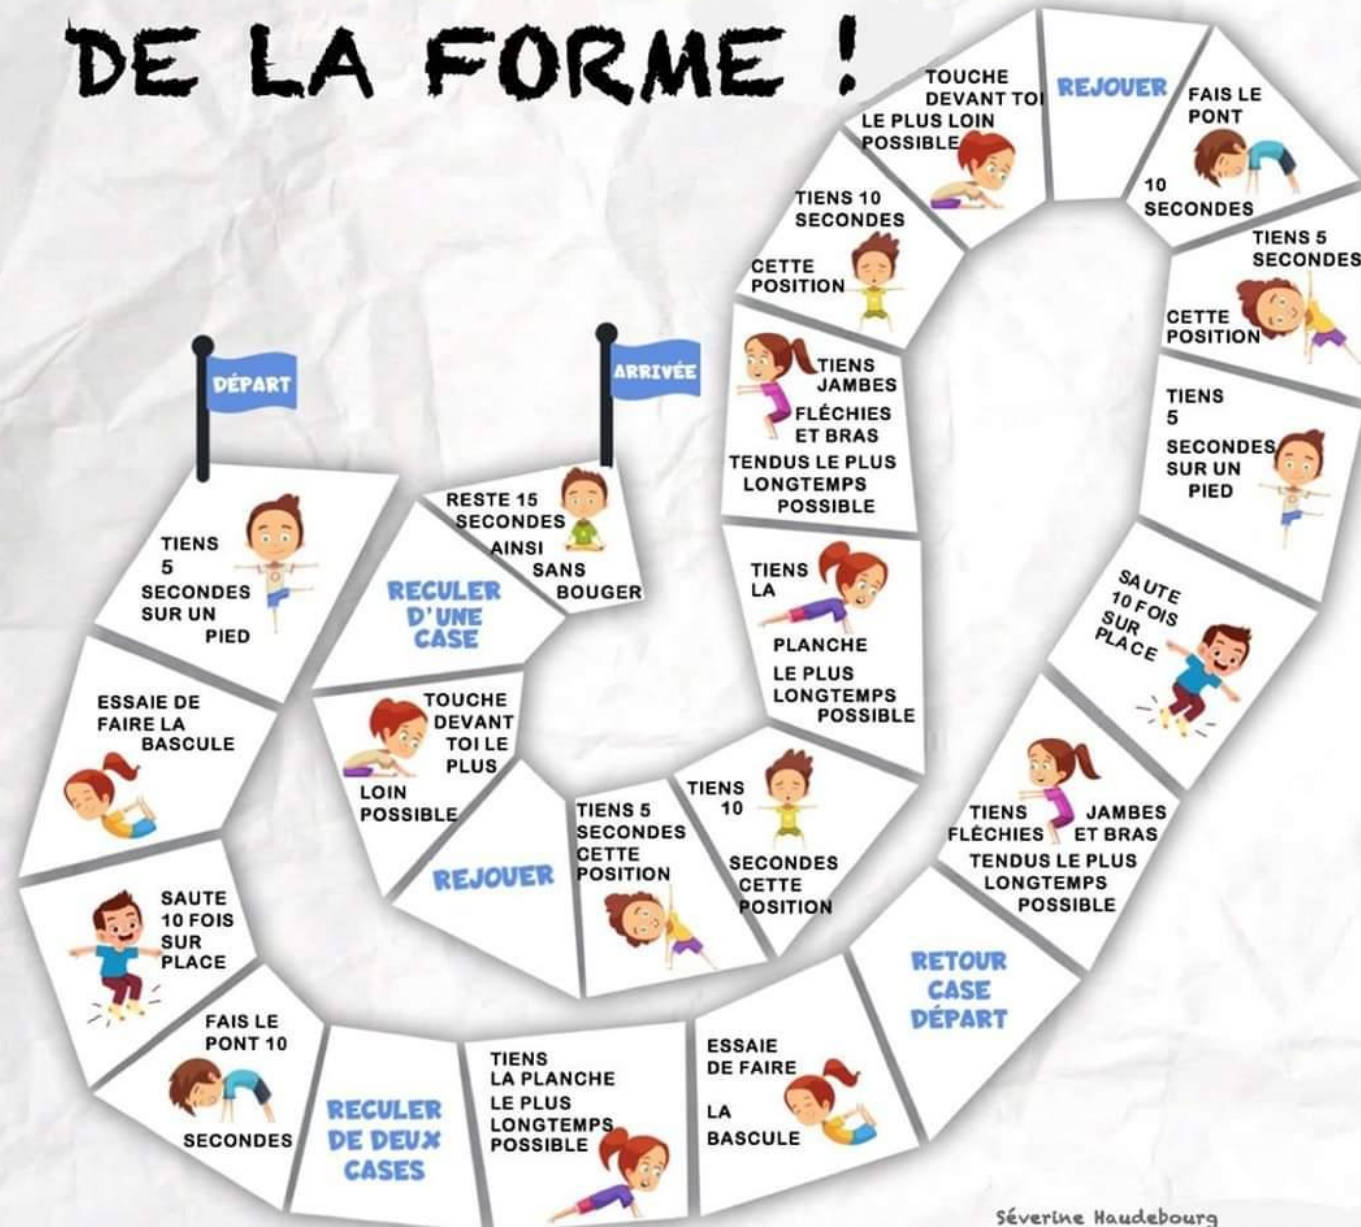 DE LA FORME !
DÉPART
TIENS
5
SECONDES
SUR UN
PIED
ESSAIE DE
FAIRE LA
BASCULE
SAUTE
10 FOIS
SUR
PLACE
FAIS LE
PONT 10
SECONDES
RECULER
DE DEUX
CASES
TIENS
LA PLANCHE
LE PLUS
LONGTEMPS
POSSIBLE
ESSAIE
DE FAIRE
LA
BASCULE
RETOUR
CASE
DÉPART
TIENS JAMBES
FLÉCHIES ET BRAS
TENDUS LE PLUS
LONGTEMPS
POSSIBLE
SAUTE
10 FOIS
SUR
PLACE
TIENS
5
SECONDES
SUR UN
PIED
TIENS 5
SECONDES
CETTE
POSITION
FAIS LE
PONT
10
SECONDES
REJOUER
TOUCHE
DEVANT TOI
LE PLUS LOIN
POSSIBLE
TIENS 10
SECONDES
CETTE
POSITION
TIENS
JAMBES
FLÉCHIES
ET BRAS
TENDUS LE PLUS
LONGTEMPS
POSSIBLE
TIENS
LA
PLANCHE
LE PLUS
LONGTEMPS
POSSIBLE
TIENS
10
SECONDES
CETTE
POSITION
TIENS 5
SECONDES
CETTE
POSITION
REJOUER
TOUCHE
DEVANT
TOI LE
PLUS
LOIN
POSSIBLE
RECULER
D'UNE
CASE
RESTE 15
SECONDES
AINSI
SANS
BOUGER
ARRIVÉE
Séverine Haudebourg